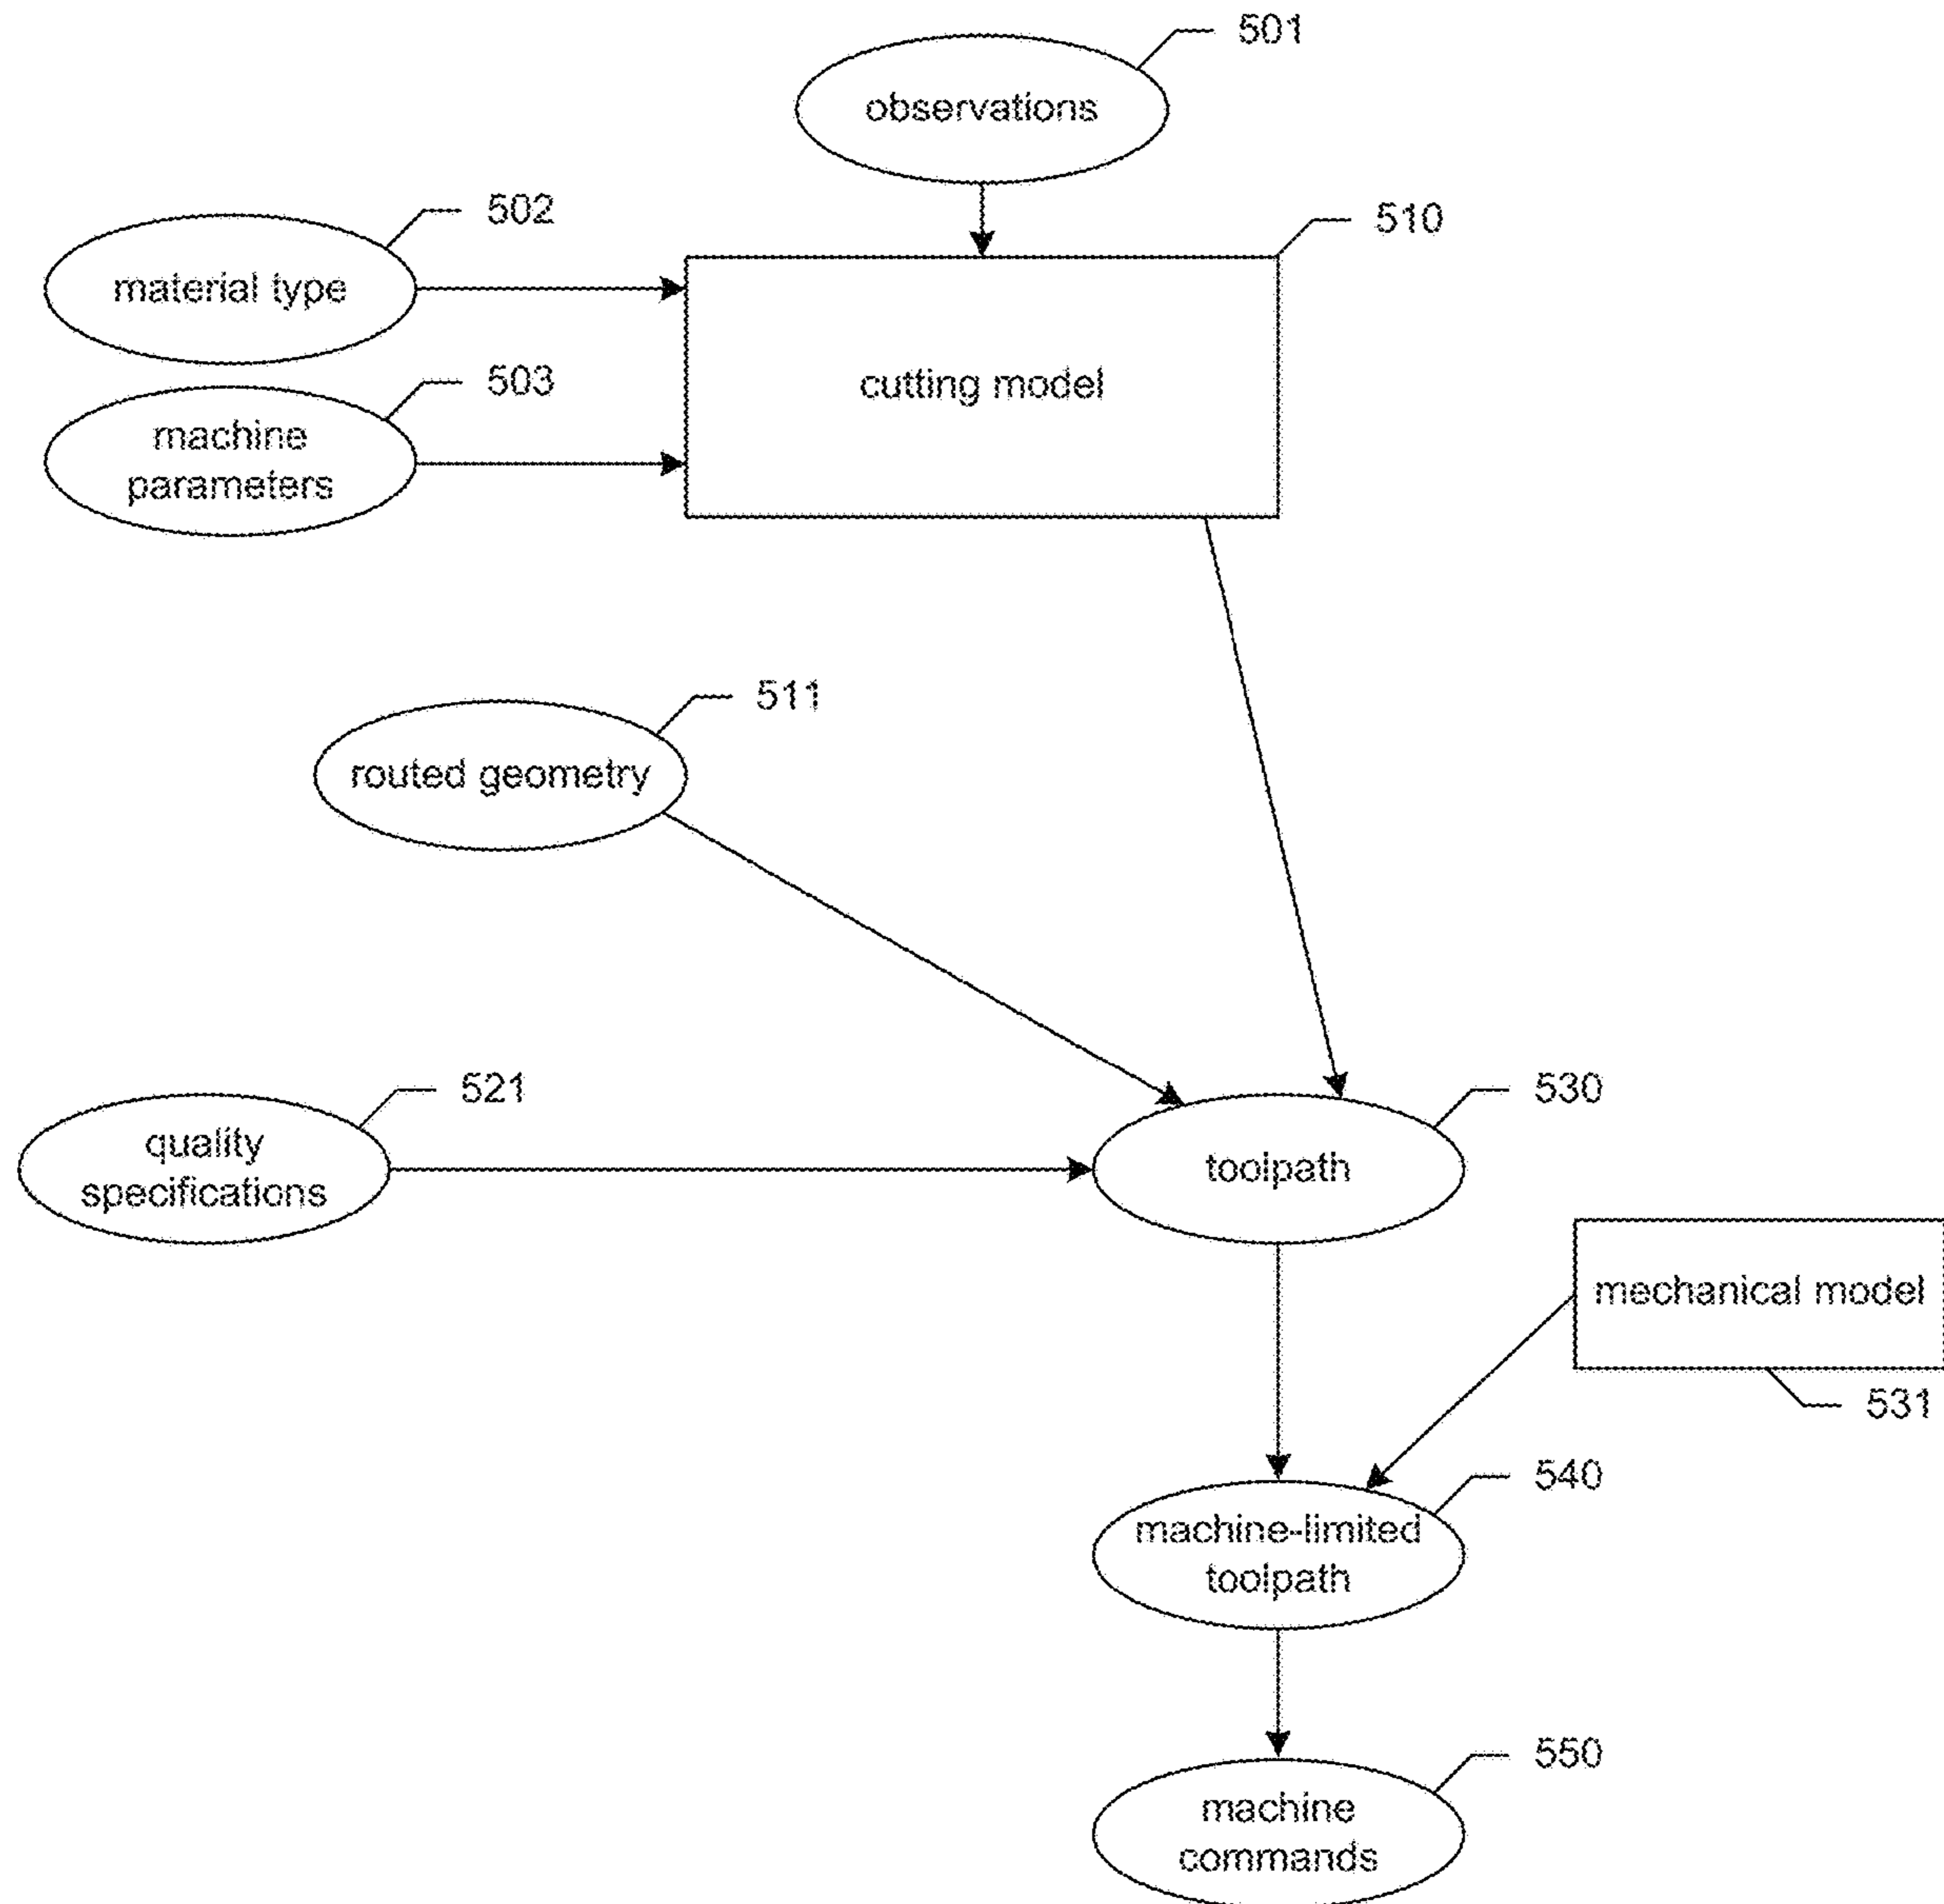 501
observations
502
510
material type
503
cutting model
machine
parameters
511
routed geometry
521
530
quality
specifications
toolpath
mechanical model
531
540
machine-limited
toolpath
550
machine
commands